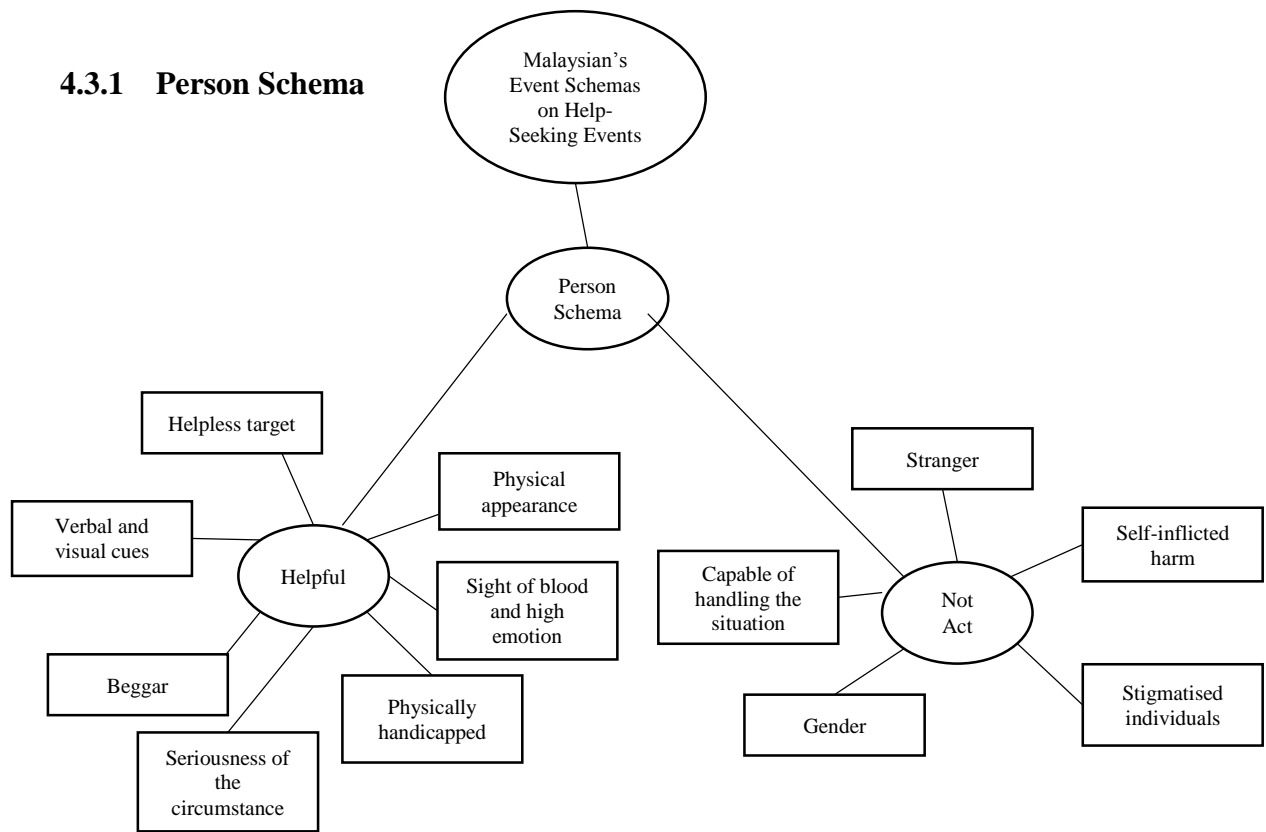 4.3.1 Person Schema
Malaysian’s
Event Schemas
on Help-
Seeking Events
Person
Schema
Helpless target
Physical
appearance
Verbal and
visual cues
Helpful
Sight of blood
and high
emotion
Beggar
Physically
handicapped
Seriousness of
the
circumstance
Stranger
Self-inflicted
harm
Capable of
handling the
situation
Not
Act
Stigmatised
individuals
Gender